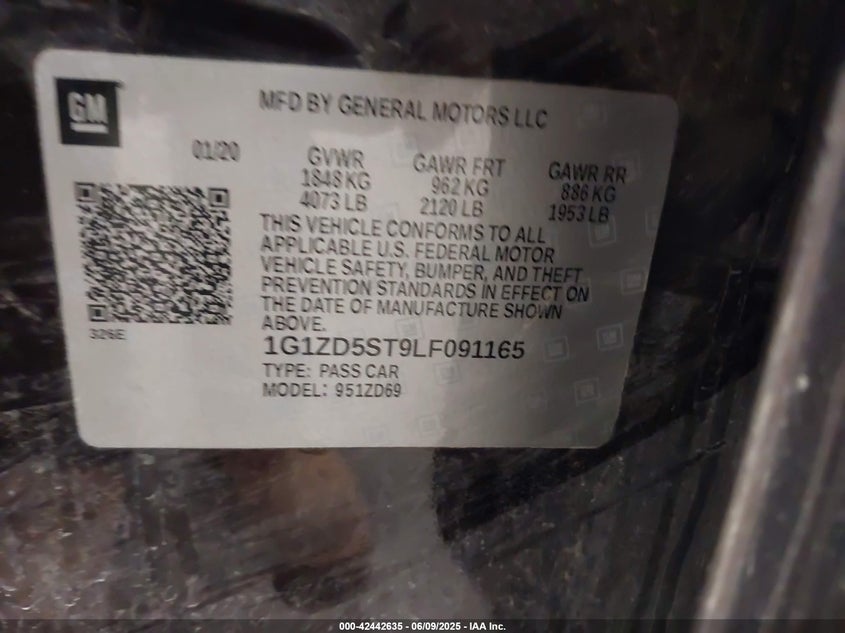 GM
MFD BY GENERAL MOTORS LLC
01/20
GVWR
1848 KG
4073 LB
GAWR FRT
962 KG
2120 LB
GAWR RR
886 KG
1953 LB
THIS VEHICLE CONFORMS TO ALL
APPLICABLE U.S. FEDERAL MOTOR
VEHICLE SAFETY, BUMPER, AND THEFT
PREVENTION STANDARDS IN EFFECT ON
THE DATE OF MANUFACTURE SHOWN
ABOVE.
326E
1G1ZD5ST9LF091165
TYPE: PASS CAR
MODEL: 951ZD69
000-42442635 - 06/09/2025 - IAA Inc.